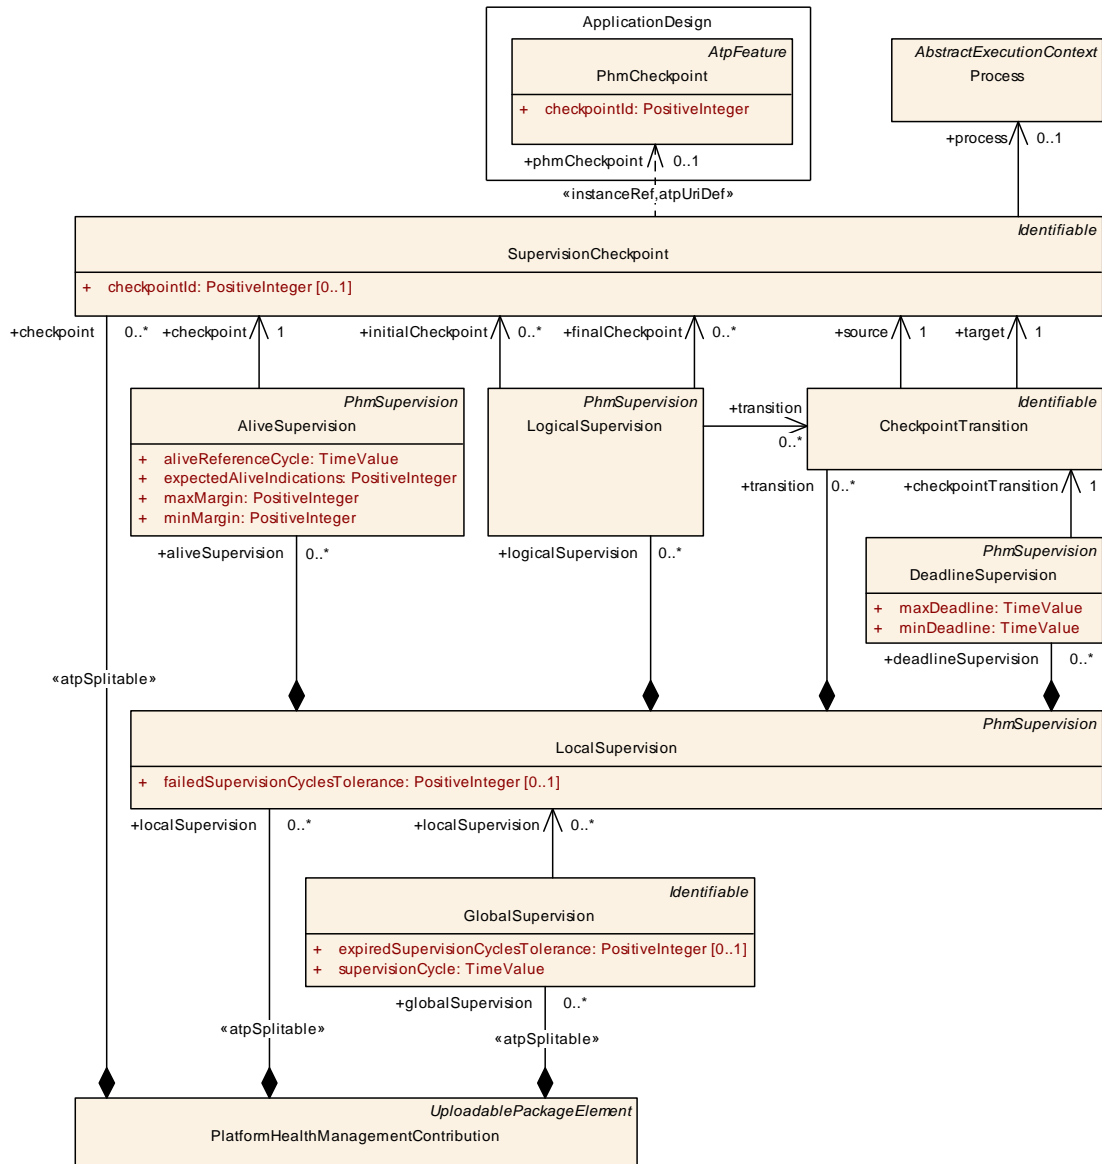 ApplicationDesign
AtpFeature
PhmCheckpoint
+ checkpointId: PositiveInteger
AbstractExecutionContext
Process
+phmCheckpoint 0..1
+process 0..1
«instanceRef,atpUriDef»
Identifiable
SupervisionCheckpoint
+ checkpointId: PositiveInteger [0..1]
+checkpoint 0..* +checkpoint 1 +initialCheckpoint 0..* +finalCheckpoint 0..* +source 1 +target 1
PhmSupervision
AliveSupervision
+ aliveReferenceCycle: TimeValue
+ expectedAliveIndications: PositiveInteger
+ maxMargin: PositiveInteger
+ minMargin: PositiveInteger
PhmSupervision
LogicalSupervision
+transition
0..*
Identifiable
CheckpointTransition
+transition 0..* +checkpointTransition 1
+aliveSupervision 0..* +logicalSupervision 0..*
PhmSupervision
DeadlineSupervision
+ maxDeadline: TimeValue
+ minDeadline: TimeValue
+deadlineSupervision 0..*
«atpSplitable»
PhmSupervision
LocalSupervision
+ failedSupervisionCyclesTolerance: PositiveInteger [0..1]
+localSupervision 0..* +localSupervision 0..*
Identifiable
GlobalSupervision
+ expiredSupervisionCyclesTolerance: PositiveInteger [0..1]
+ supervisionCycle: TimeValue
+globalSupervision 0..*
«atpSplitable»
«atpSplitable»
UploadablePackageElement
PlatformHealthManagementContribution